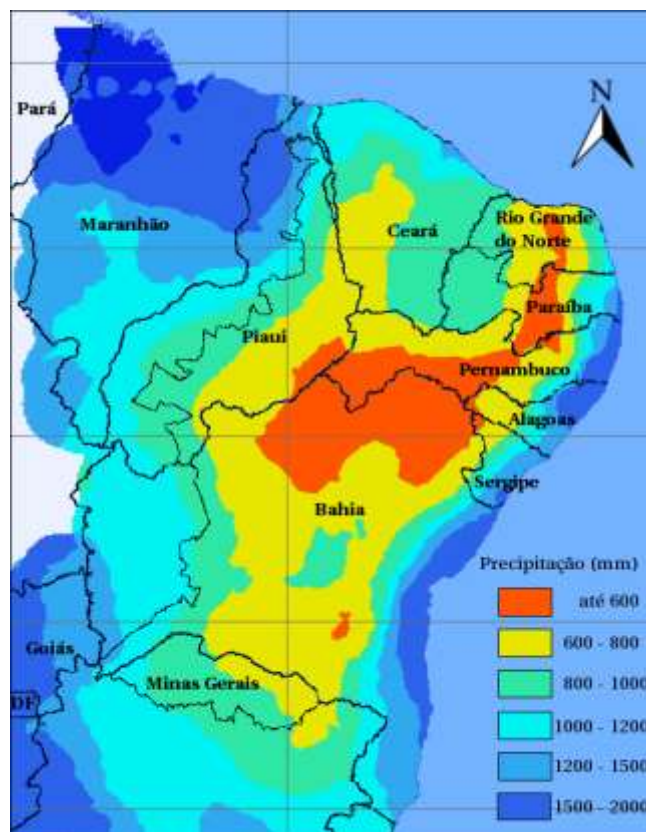 N
Pará
Maranhão
Ceará
Rio Grande
do Norte
Paraíba
Piauí
Pernambuco
Alagoas
Sergipe
Bahia
Goiás
DF
Minas Gerais
Precipitação (mm)
até 600
600 - 800
800 - 1000
1000 - 1200
1200 - 1500
1500 - 2000